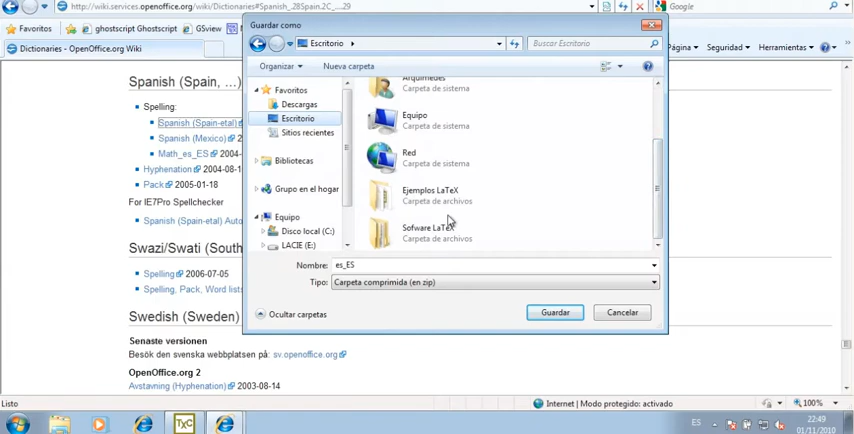 http://wiki.services.openoffice.org/wiki/Dictionaries#Spanish_.28Spain.2C_...29
Google
Favoritos
ghostscript Ghostscript
GSview
Dictionaries - OpenOffice.org Wiki
Página
Seguridad
Herramientas
Guardar como
Escritorio
Buscar Escritorio
Organizar
Nueva carpeta
Favoritos
Descargas
Escritorio
Sitios recientes
Bibliotecas
Grupo en el hogar
Equipo
Disco local (C:)
LACIE (E:)
Arquimedes
Carpeta de sistema
Equipo
Carpeta de sistema
Red
Carpeta de sistema
Ejemplos LaTeX
Carpeta de archivos
Sofware LaTeX
Carpeta de archivos
Nombre: es_ES
Tipo: Carpeta comprimida (en zip)
Ocultar carpetas
Guardar
Cancelar
Spanish (Spain, ...)
Spelling:
Spanish (Spain-etal)
Spanish (Mexico)
Math_es_ES 2004-
Hyphenation 2004-08-1
Pack 2005-01-18
For IE7Pro Spellchecker
Spanish (Spain-etal) Auto
Swazi/Swati (South
Spelling 2006-07-05
Spelling, Pack, Word lists
Swedish (Sweden)
Senaste versionen
Besök den svenska webbplatsen på: sv.openoffice.org
OpenOffice.org 2
Avstavning (Hyphenation) 2003-08-14
Listo
Internet | Modo protegido: activado
100%
TXC
ES
22:49
01/11/2010